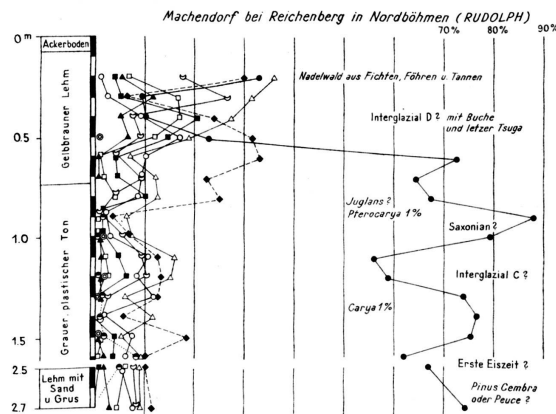 Machendorf bei Reichenberg in Nordböhmen (RUDOLPH)
70% 80% 90%
0m
Ackerboden
Gelbbrauner Lehm
Nadelwald aus Fichten, Föhren u. Tannen
Interglazial D? mit Buche
und letzer Tsuga
0.5
Juglans?
Pterocarya 1%
Saxonian?
1.0
Grauer plastischer Ton
Interglazial C?
Carya 1%
1.5
Erste Eiszeit?
2.5
Lehm mit
Sand
u Grus
Pinus Cembra
oder Peuce?
2.7